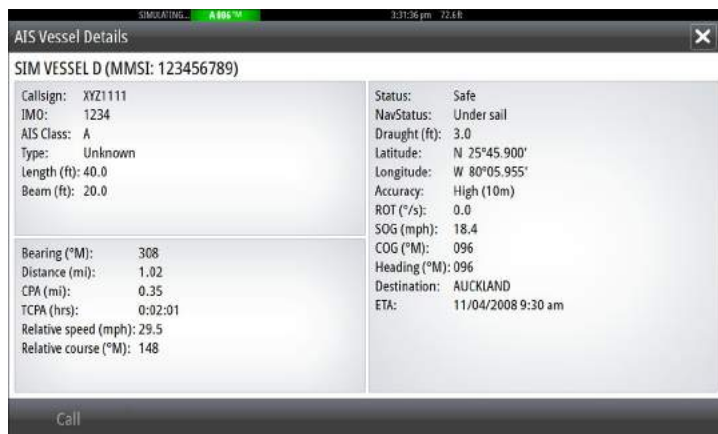 SIMULATING... A 006 °M 3:31:36 pm 72.6 ft
AIS Vessel Details
SIM VESSEL D (MMSI: 123456789)
Callsign: XYZ1111
IMO: 1234
AIS Class: A
Type: Unknown
Length (ft): 40.0
Beam (ft): 20.0
Bearing (°M): 308
Distance (mi): 1.02
CPA (mi): 0.35
TCPA (hrs): 0:02:01
Relative speed (mph): 29.5
Relative course (°M): 148
Status: Safe
NavStatus: Under sail
Draught (ft): 3.0
Latitude: N 25°45.900'
Longitude: W 80°05.955'
Accuracy: High (10m)
ROT (°/s): 0.0
SOG (mph): 18.4
COG (°M): 096
Heading (°M): 096
Destination: AUCKLAND
ETA: 11/04/2008 9:30 am
Call